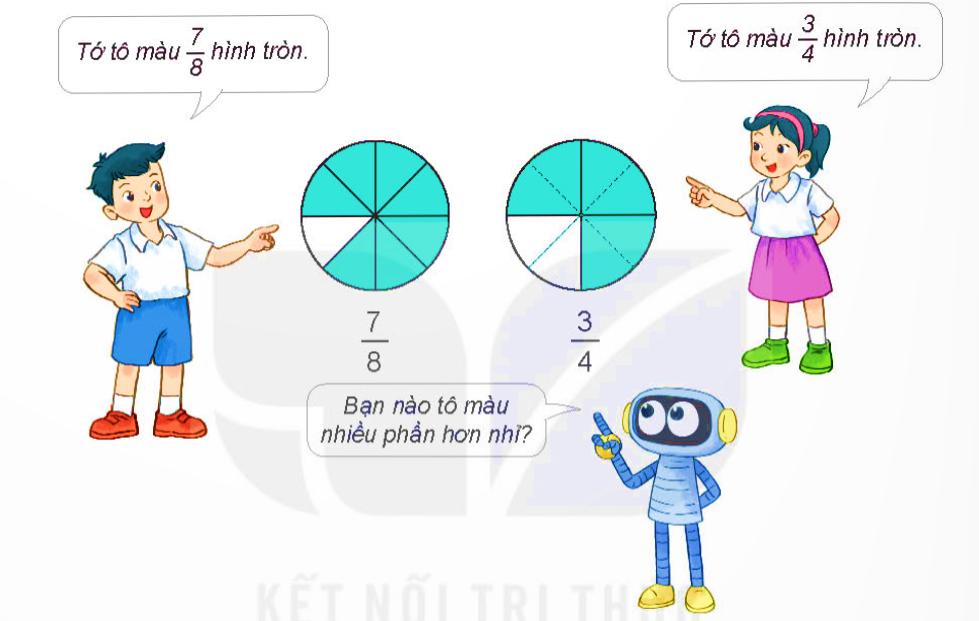 Tớ tô màu 7/8 hình tròn.
Tớ tô màu 3/4 hình tròn.
7/8
3/4
Bạn nào tô màu
nhiều phần hơn nhỉ?
KẾT NỐI TRI THỨC